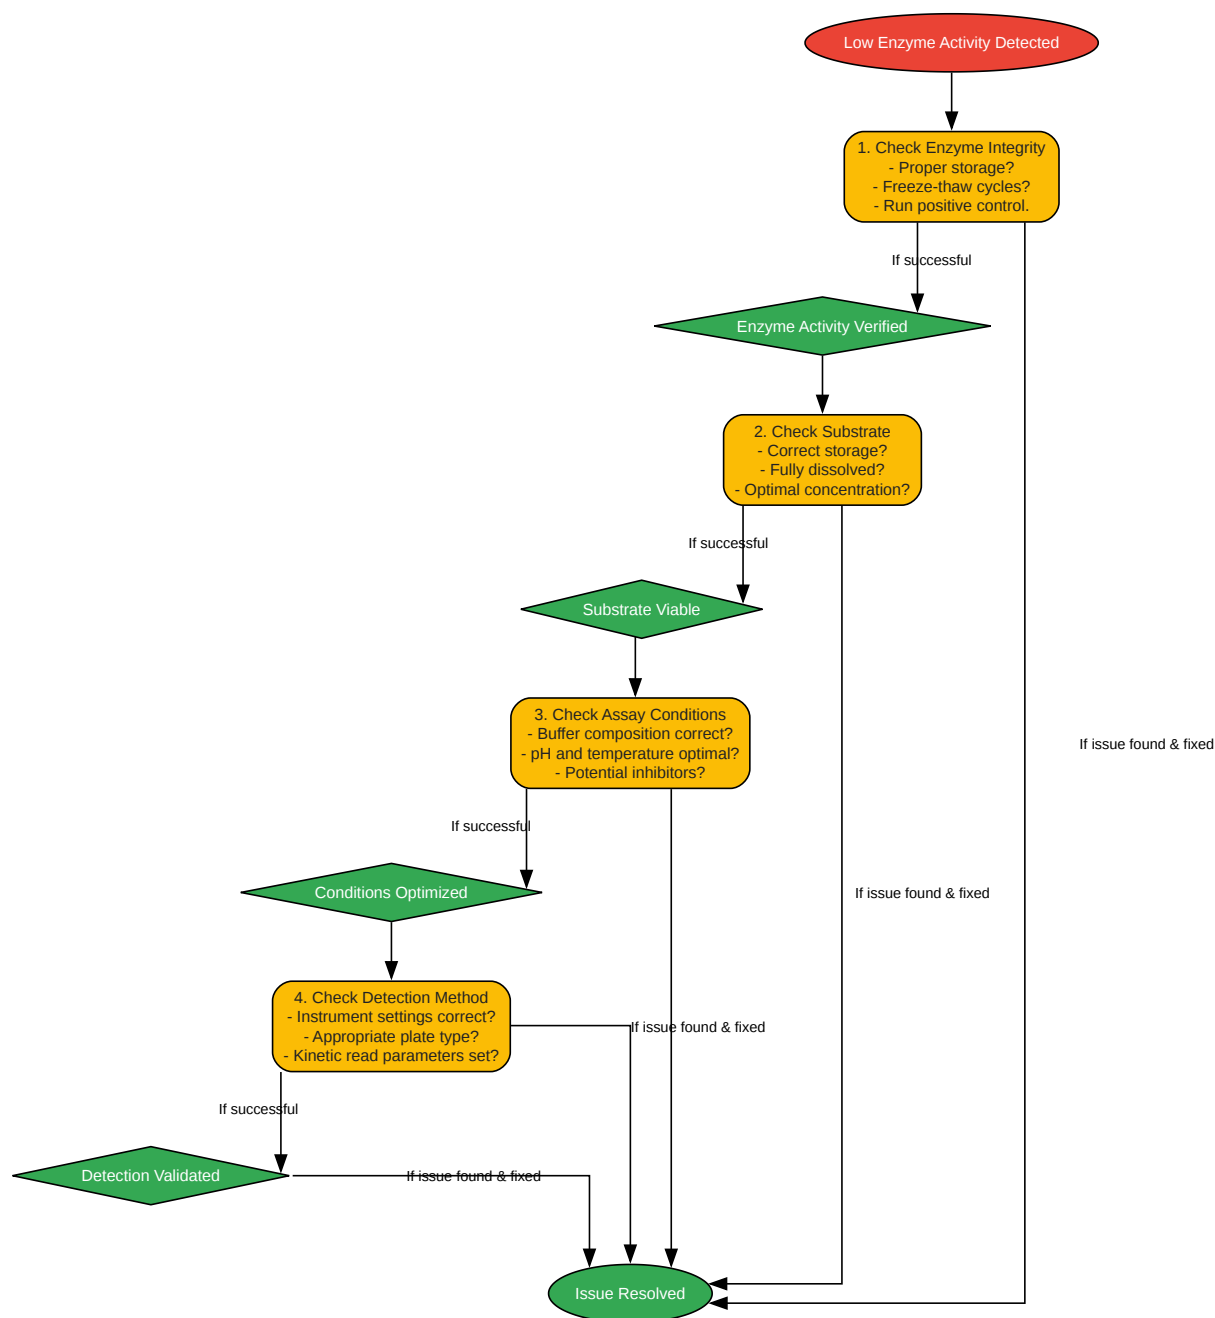 Low Enzyme Activity Detected
1. Check Enzyme Integrity
- Proper storage?
- Freeze-thaw cycles?
- Run positive control.
If successful
Enzyme Activity Verified
2. Check Substrate
- Correct storage?
- Fully dissolved?
- Optimal concentration?
If successful
Substrate Viable
3. Check Assay Conditions
- Buffer composition correct?
- pH and temperature optimal?
- Potential inhibitors?
If issue found & fixed
If successful
Conditions Optimized
If issue found & fixed
4. Check Detection Method
- Instrument settings correct?
- Appropriate plate type?
- Kinetic read parameters set?
If issue found & fixed
If successful
Detection Validated
If issue found & fixed
Issue Resolved